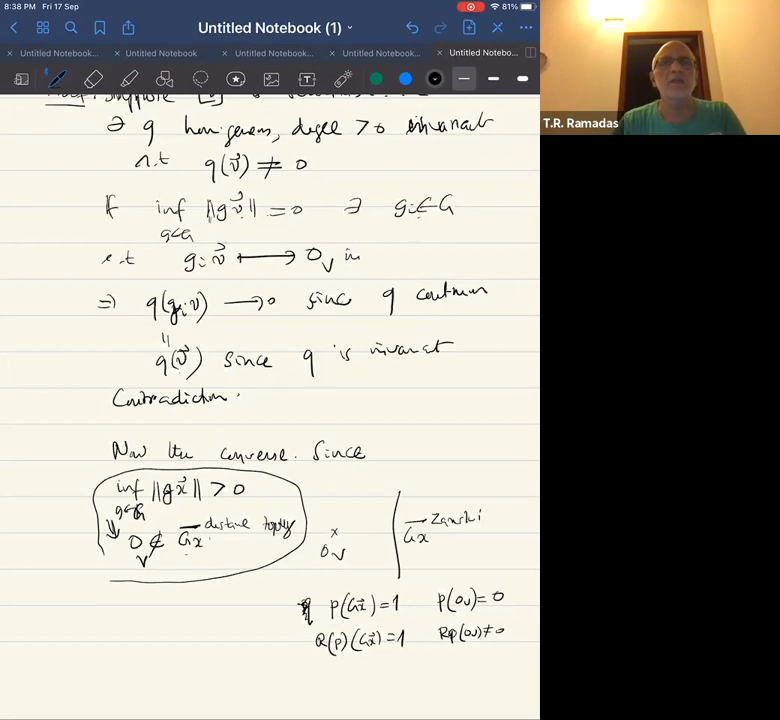 8:38 PM Fri 17 Sep
81%
Untitled Notebook (1)
Untitled Notebook... Untitled Notebook Untitled Notebook... Untitled Notebook... Untitled Notebo...
T.R. Ramadas
∃ q homogeneous, degree > 0 invariant
s.t q(v⃗) ≠ 0
If inf ‖g v⃗‖ = 0 ∃ gᵢ ∈ G
g∈G
s.t gᵢ v⃗ ⟼ 0_V in
⇒ q(gᵢ v) → 0 since q continuous
q(v⃗) since q is invariant
Contradiction.
Now the converse. Since
inf ‖g x⃗‖ > 0
g∈G
⇓ 0_V ∉ Gx distance topology
x
0_V
Gx Zariski
P(Gx⃗) = 1 P(0_V) = 0
R(P)(Gx⃗) = 1 RP(0_V) ≠ 0